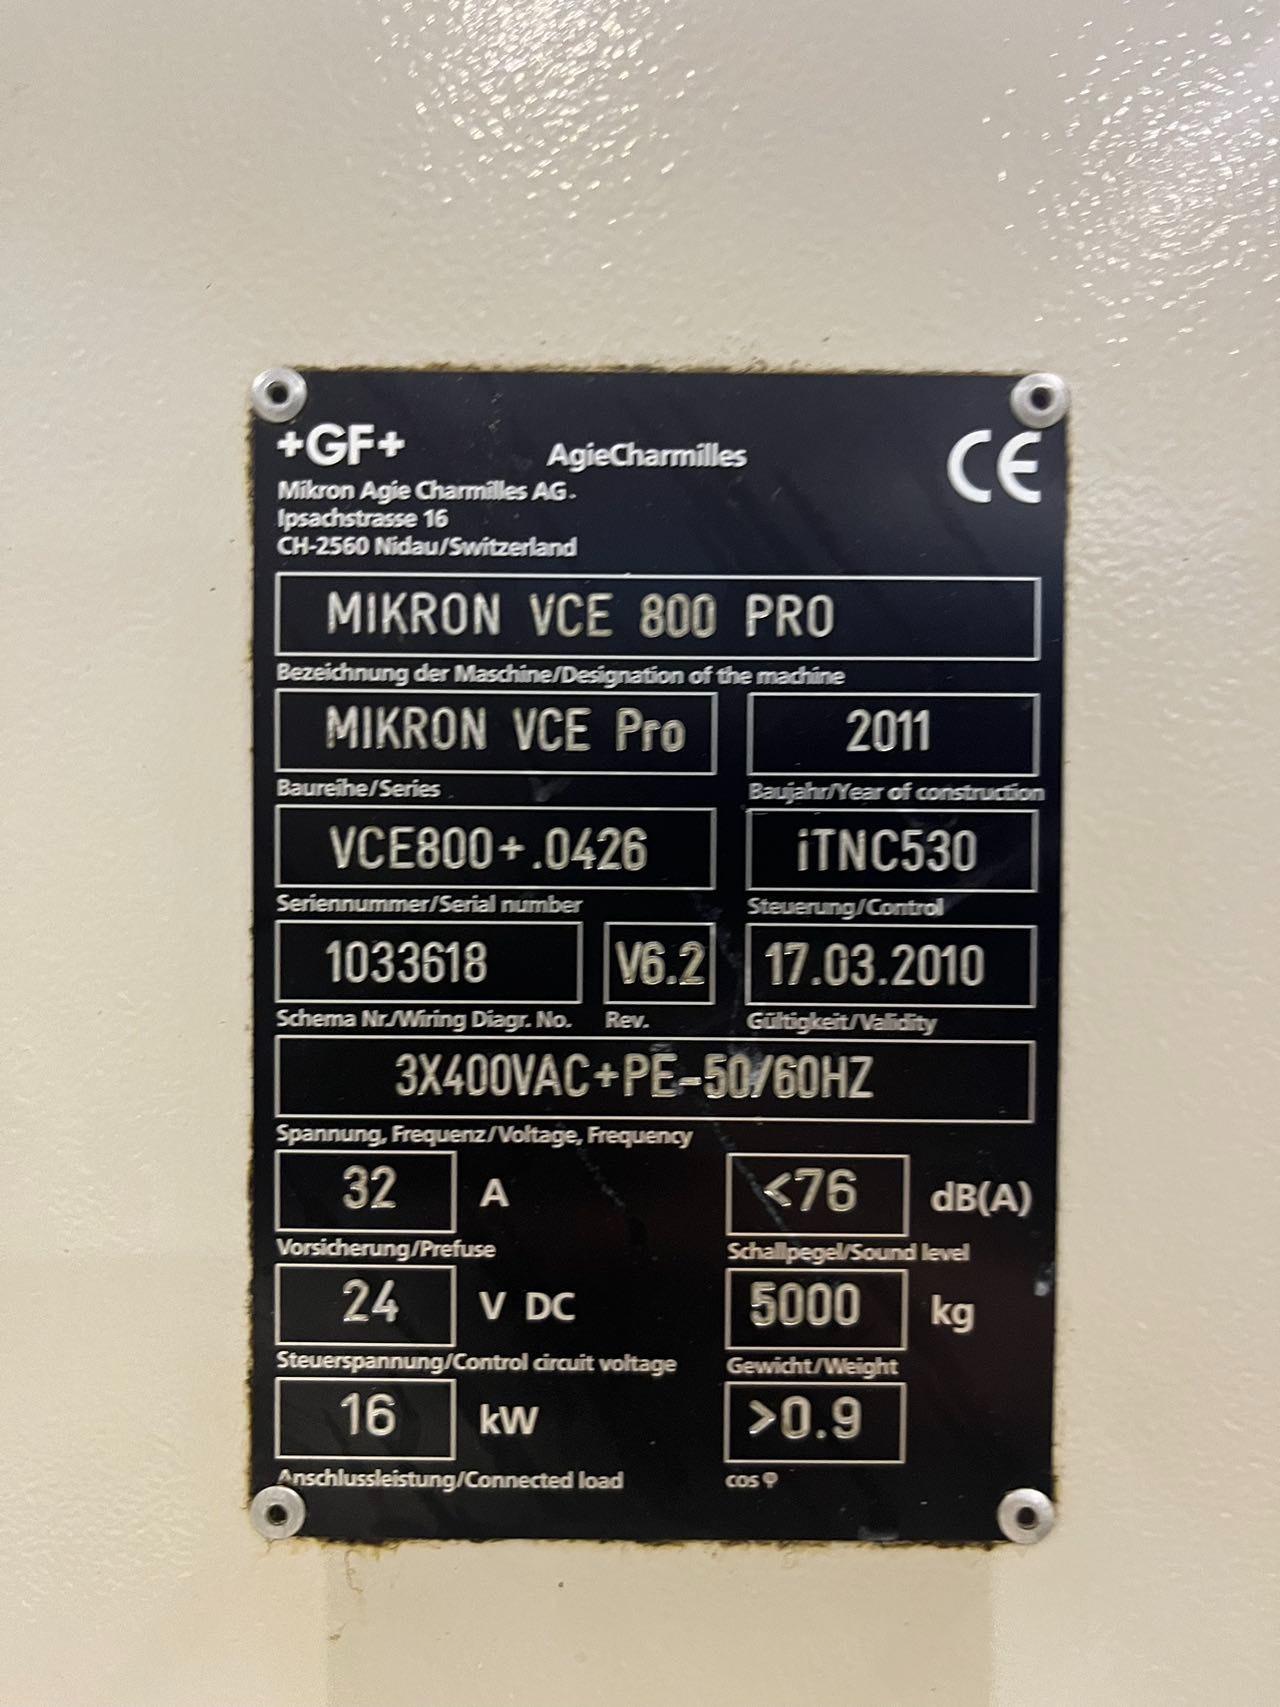 +GF+ AgieCharmilles CE
Mikron Agie Charmilles AG.
Ipsachstrasse 16
CH-2560 Nidau/Switzerland
MIKRON VCE 800 PRO
Bezeichnung der Maschine/Designation of the machine
MIKRON VCE Pro 2011
Baureihe/Series Baujahr/Year of construction
VCE800+.0426 iTNC530
Seriennummer/Serial number Steuerung/Control
1033618 V6.2 17.03.2010
Schema Nr./Wiring Diagr. No. Rev. Gültigkeit/Validity
3X400VAC+PE-50/60HZ
Spannung, Frequenz/Voltage, Frequency
32 A <76 dB(A)
Vorsicherung/Prefuse Schallpegel/Sound level
24 V DC 5000 kg
Steuerspannung/Control circuit voltage Gewicht/Weight
16 kW >0.9
Anschlussleistung/Connected load cos φ